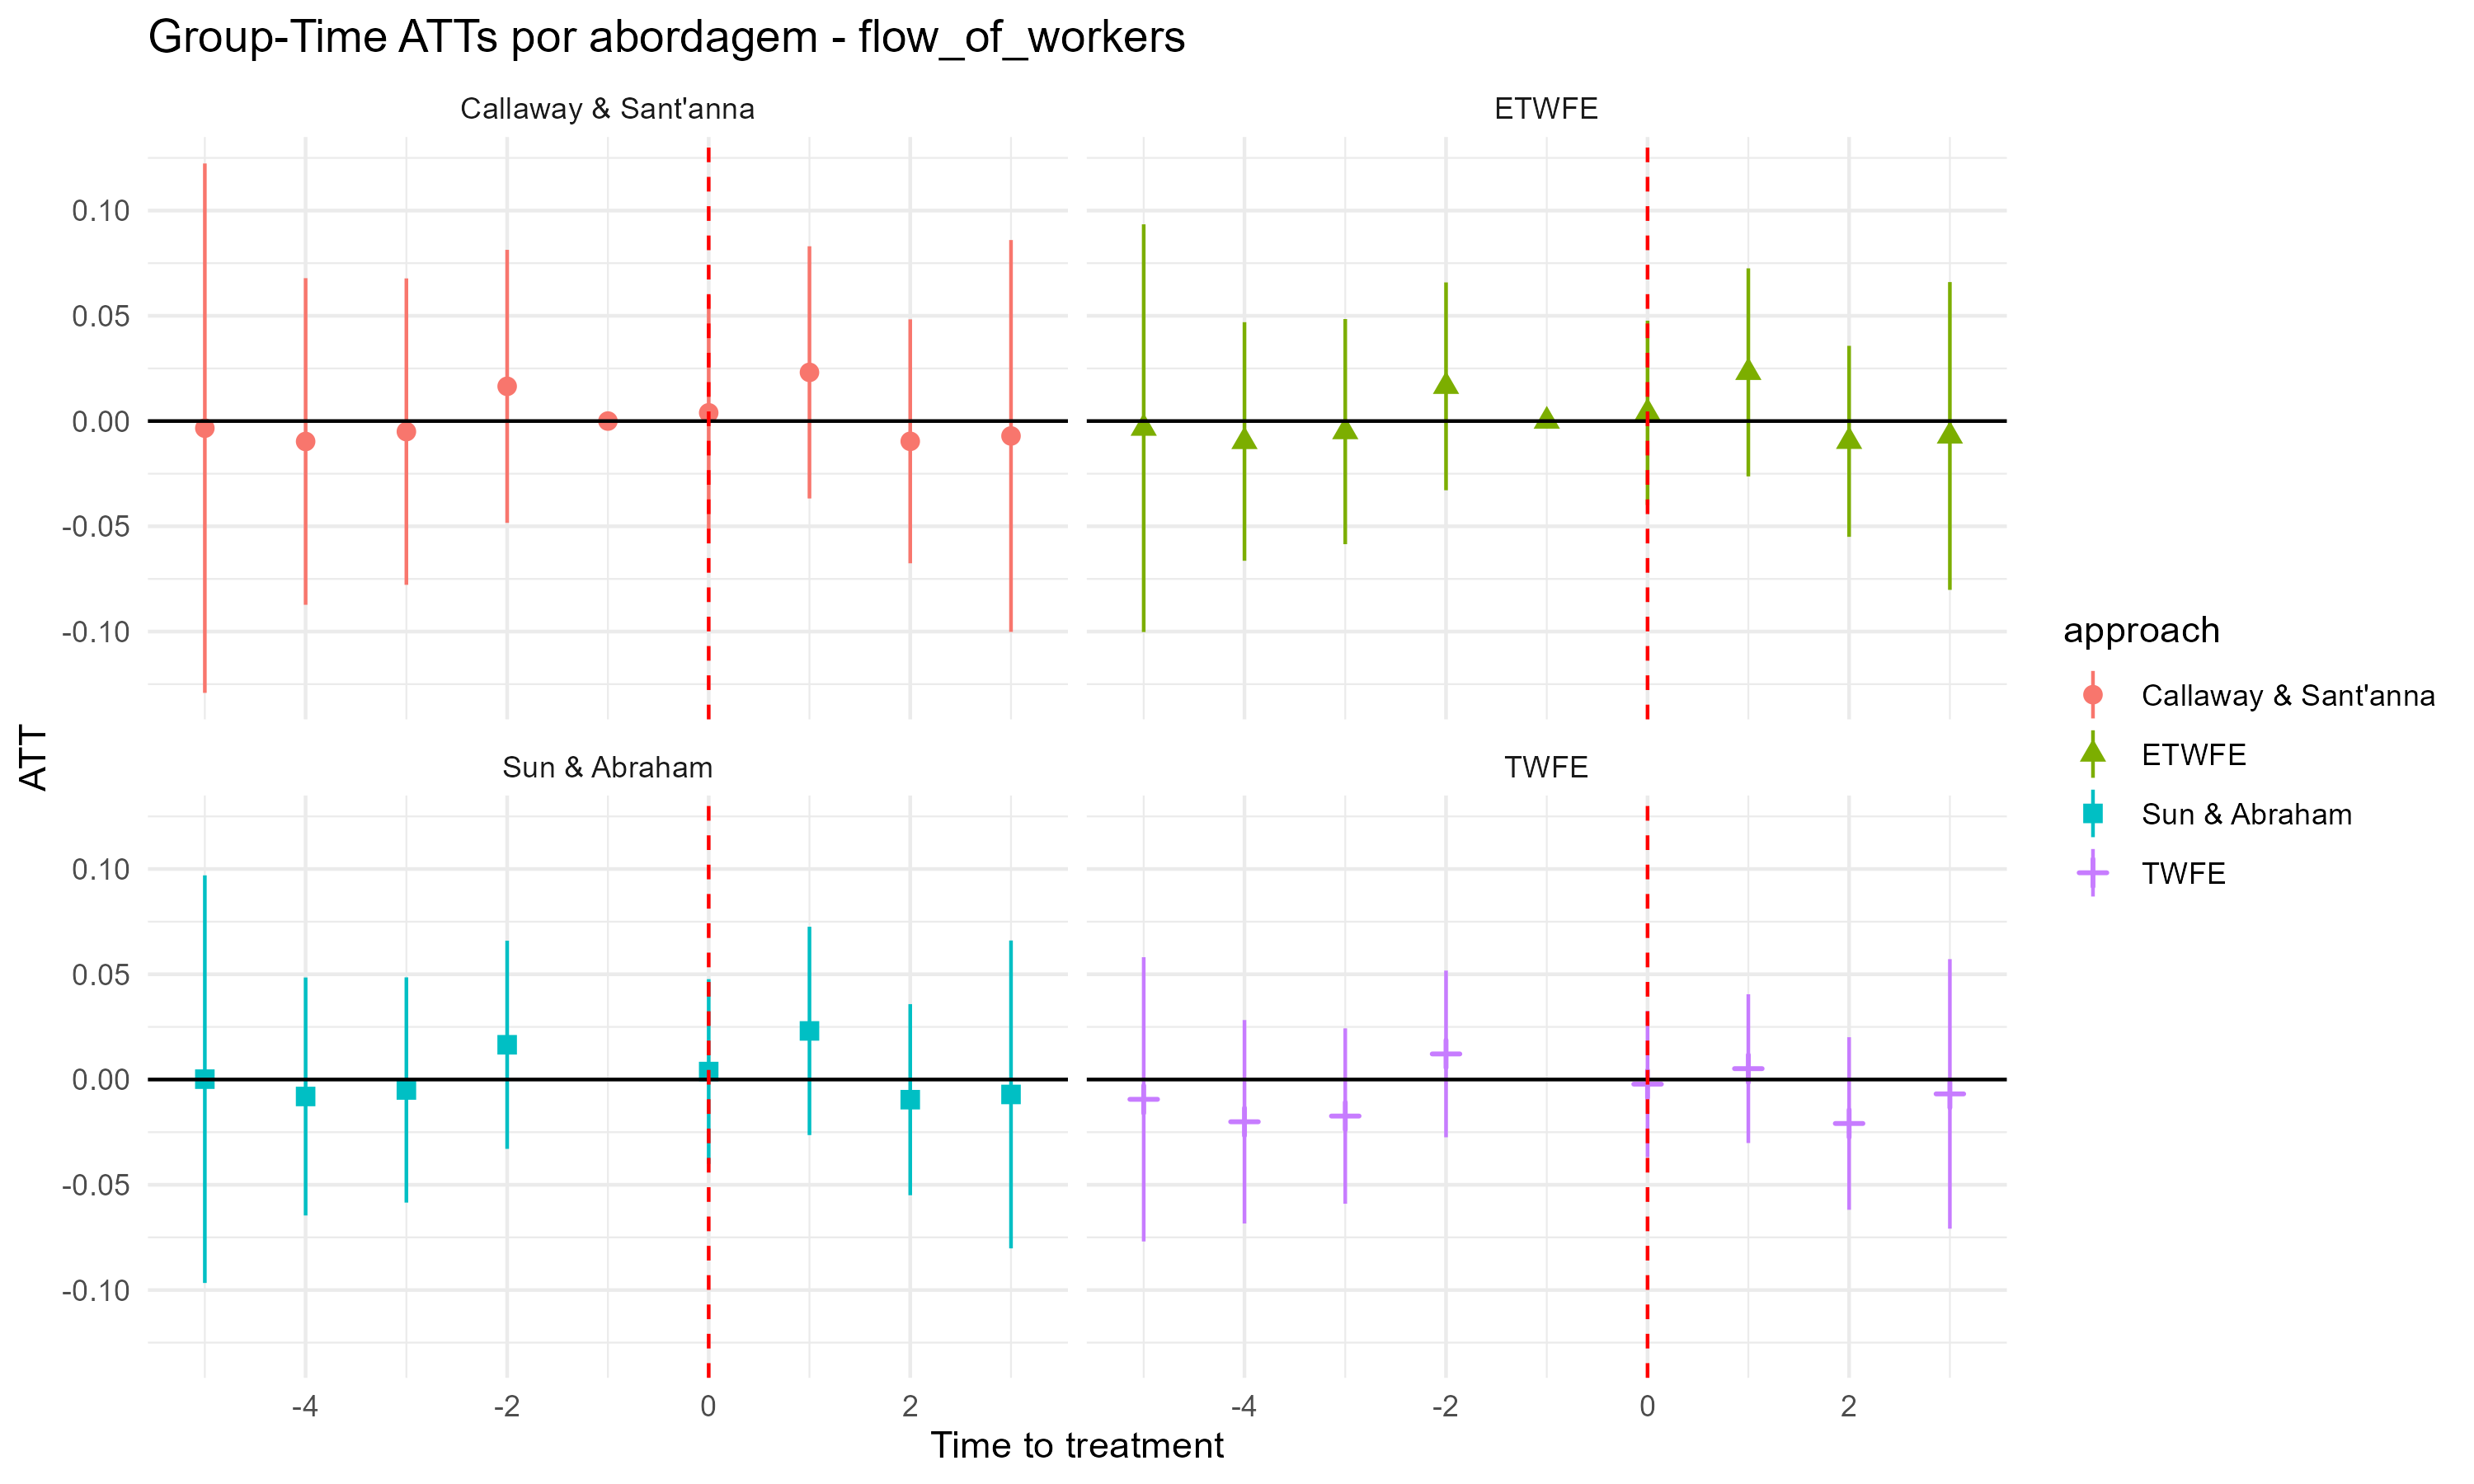 Group-Time ATTs por abordagem - flow_of_workers
Callaway & Sant'anna
ETWFE
0.10
0.05
0.00
-0.05
-0.10
Sun & Abraham
TWFE
0.10
0.05
0.00
-0.05
-0.10
-4
-2
0
2
-4
-2
0
2
Time to treatment
ATT
approach
Callaway & Sant'anna
ETWFE
Sun & Abraham
TWFE